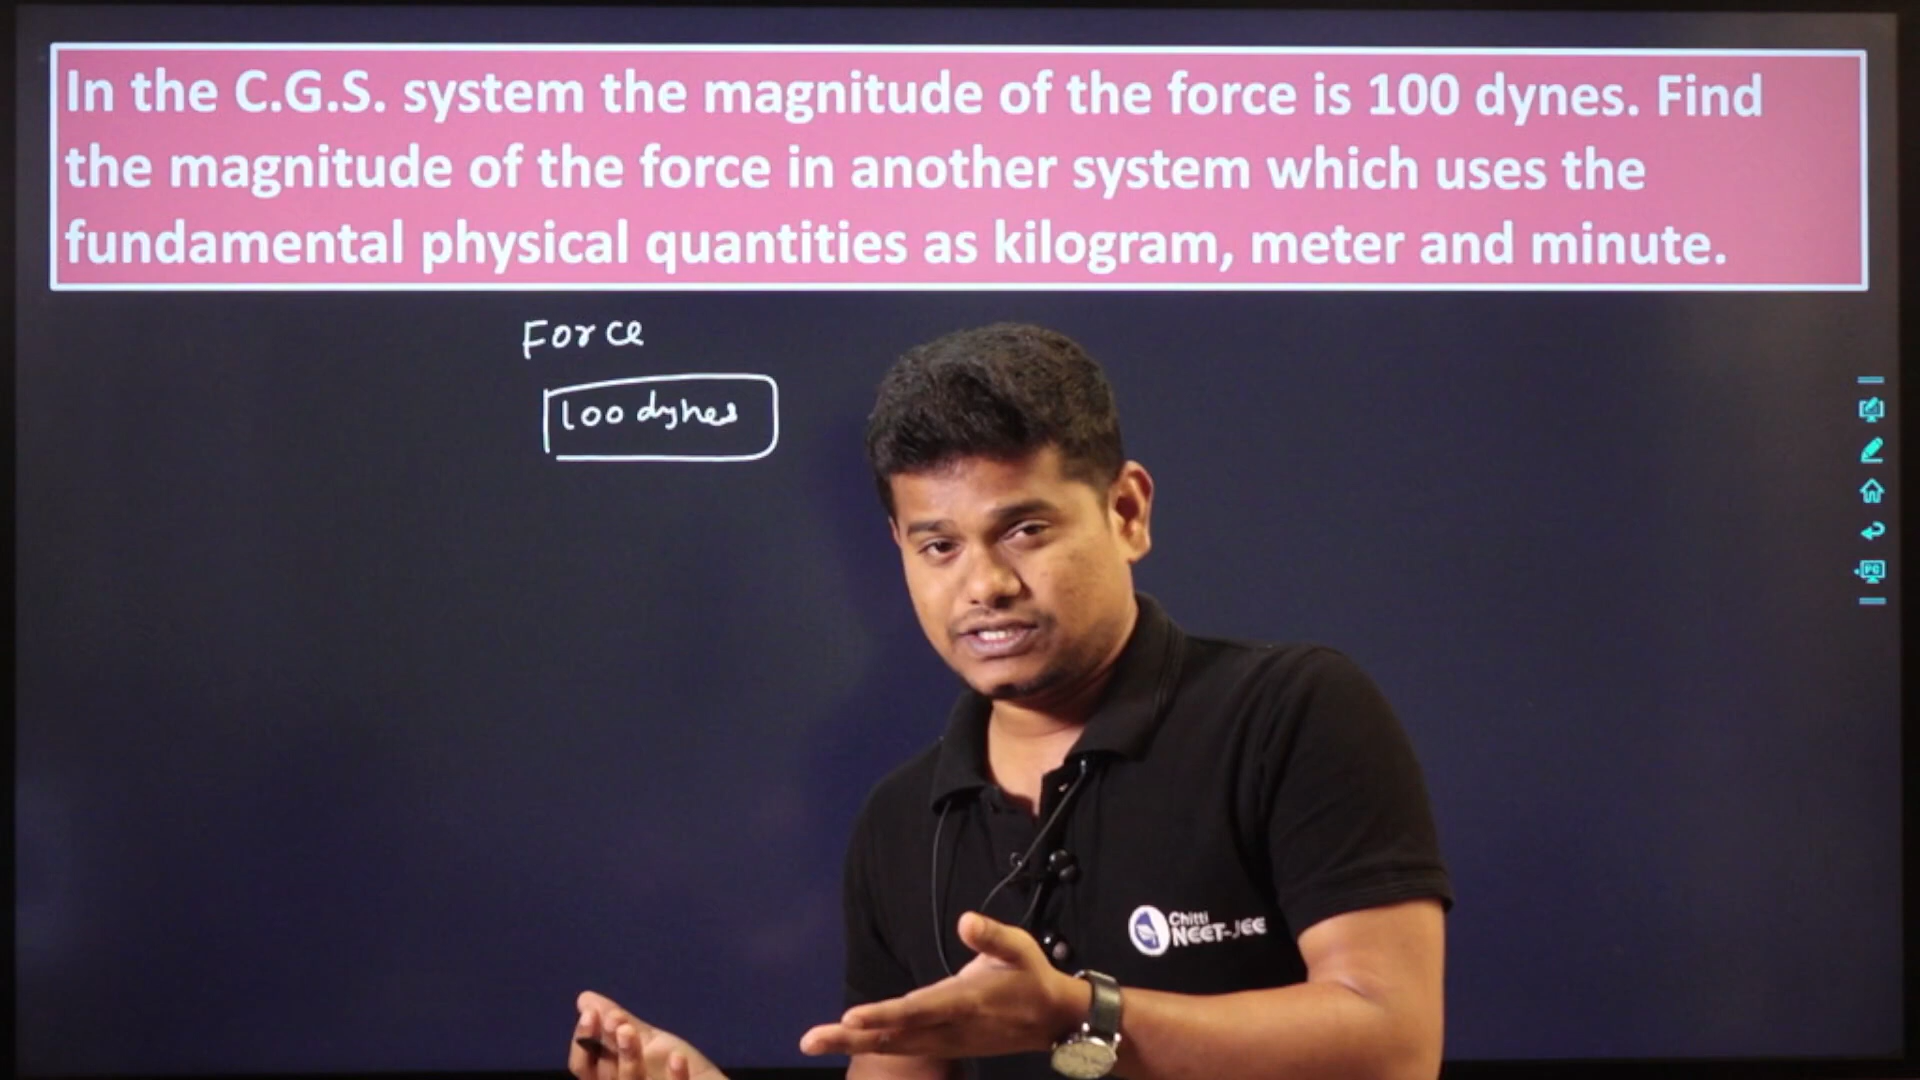 In the C.G.S. system the magnitude of the force is 100 dynes. Find
the magnitude of the force in another system which uses the
fundamental physical quantities as kilogram, meter and minute.
Force
100 dynes
Chitti
NEET-JEE
PC